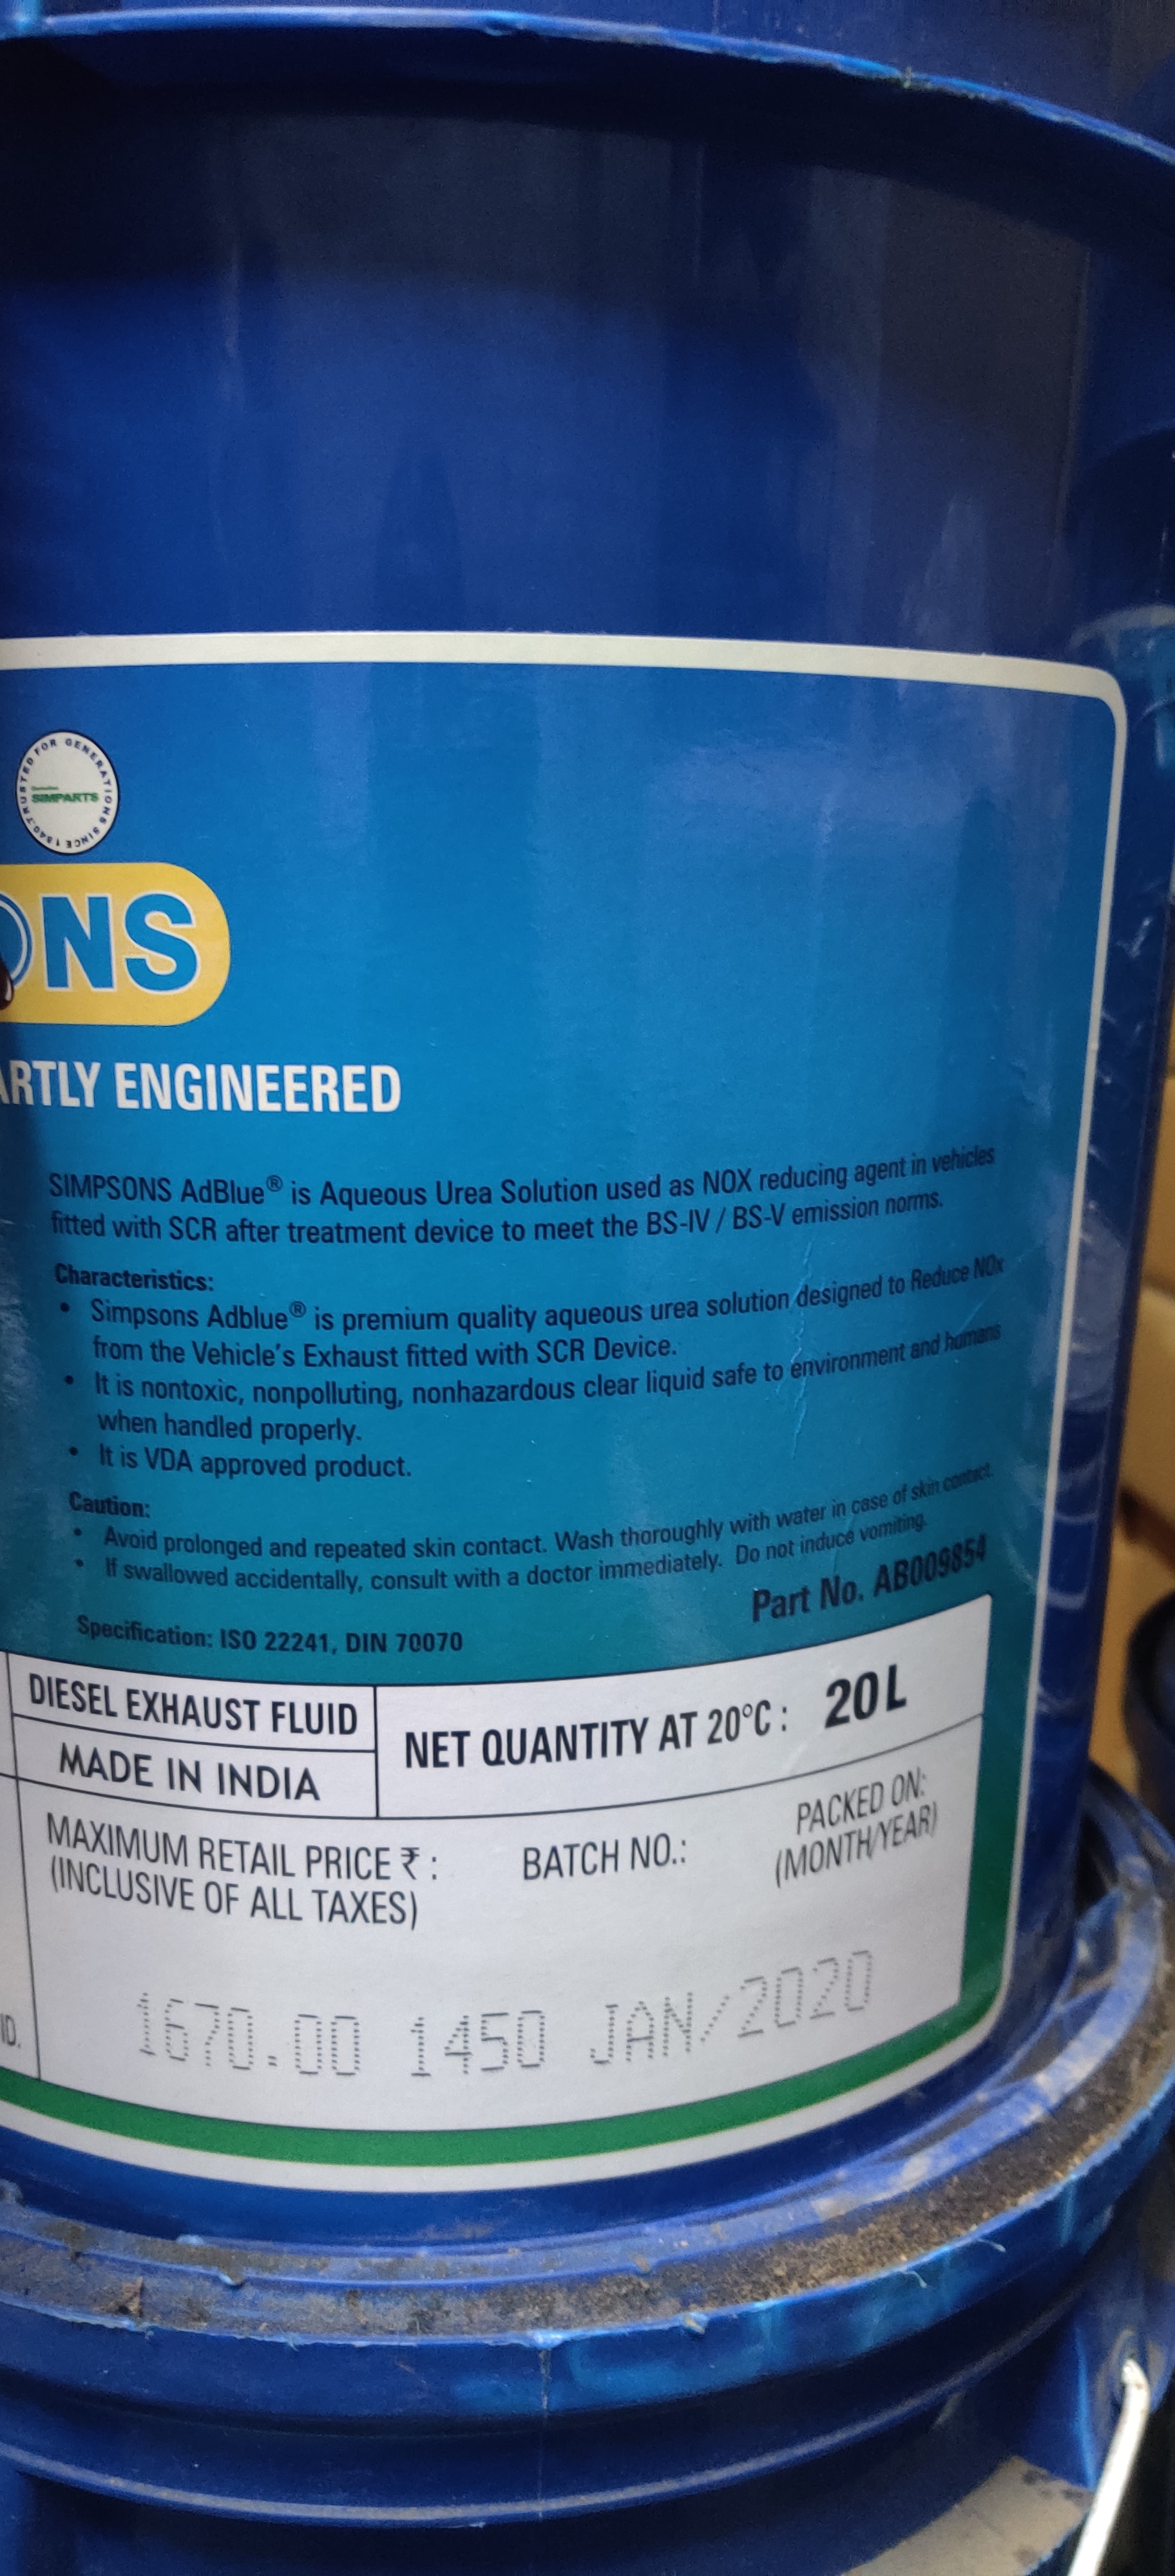 TRUSTED FOR GENERATIONS SINCE 1840
SIMPARTS
ONS
ARTLY ENGINEERED
SIMPSONS AdBlue® is Aqueous Urea Solution used as NOX reducing agent in vehicles
fitted with SCR after treatment device to meet the BS-IV / BS-V emission norms.
Characteristics:
• Simpsons Adblue® is premium quality aqueous urea solution designed to Reduce NOx
from the Vehicle's Exhaust fitted with SCR Device.
• It is nontoxic, nonpolluting, nonhazardous clear liquid safe to environment and humans
when handled properly.
• It is VDA approved product.
Caution:
• Avoid prolonged and repeated skin contact. Wash thoroughly with water in case of skin contact.
• If swallowed accidentally, consult with a doctor immediately. Do not induce vomiting.
Part No. AB009854
Specification: ISO 22241, DIN 70070
DIESEL EXHAUST FLUID
NET QUANTITY AT 20°C : 20 L
MADE IN INDIA
MAXIMUM RETAIL PRICE ₹ :
(INCLUSIVE OF ALL TAXES)
BATCH NO.:
PACKED ON:
(MONTH/YEAR)
1670.00 1450 JAN/2020
D.